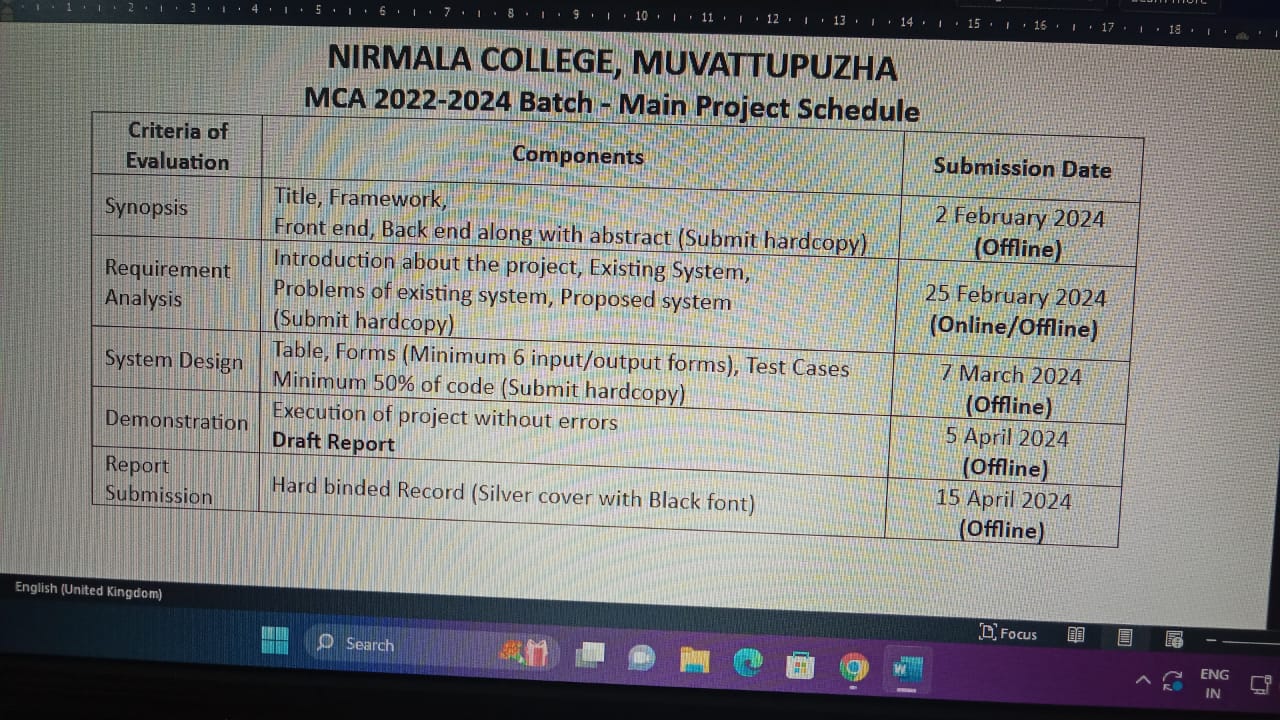 1 2 3 4 5 6 7 8 9 10 11 12 13 14 15 16 17 18
NIRMALA COLLEGE, MUVATTUPUZHA
MCA 2022-2024 Batch - Main Project Schedule
Criteria of
Evaluation
Components
Submission Date
Synopsis
Title, Framework,
Front end, Back end along with abstract (Submit hardcopy)
2 February 2024
(Offline)
Requirement
Analysis
Introduction about the project, Existing System,
Problems of existing system, Proposed system
(Submit hardcopy)
25 February 2024
(Online/Offline)
System Design
Table, Forms (Minimum 6 input/output forms), Test Cases
Minimum 50% of code (Submit hardcopy)
7 March 2024
(Offline)
Demonstration
Execution of project without errors
Draft Report
5 April 2024
(Offline)
Report
Submission
Hard binded Record (Silver cover with Black font)
15 April 2024
(Offline)
English (United Kingdom)
Focus
Search
W
ENG
IN